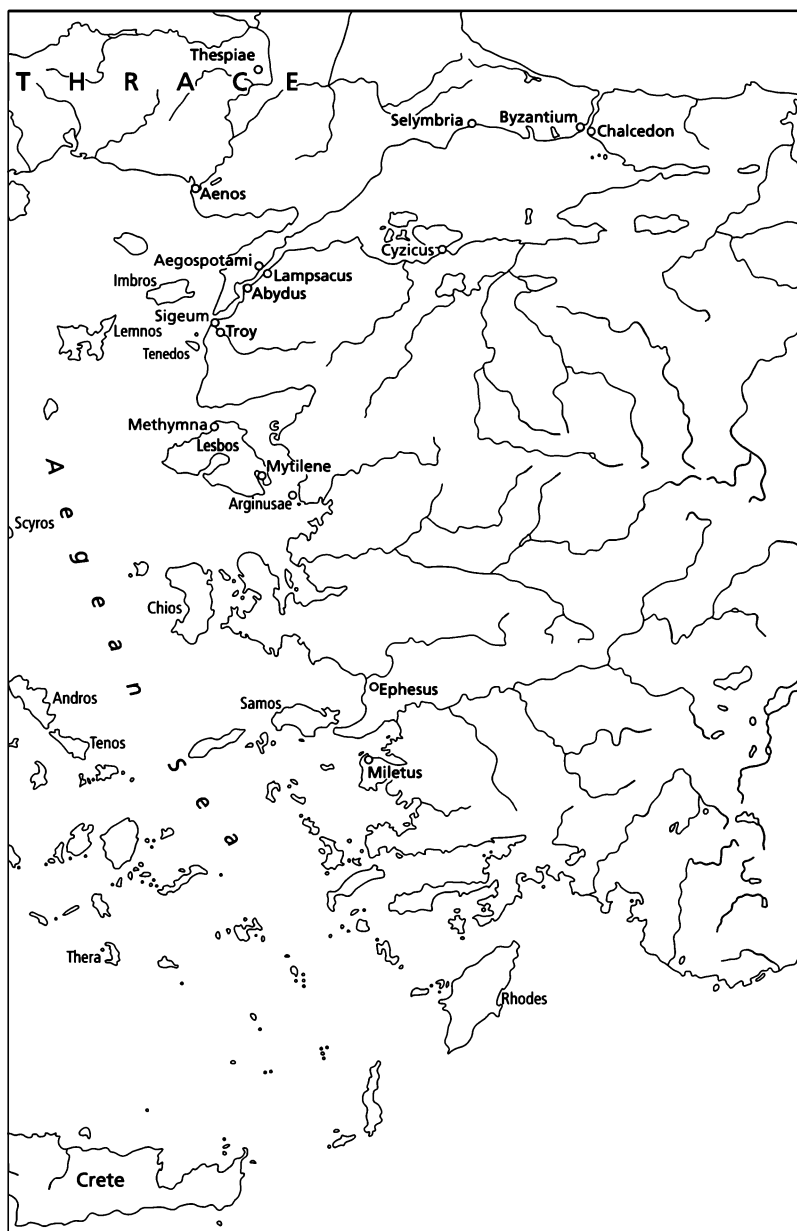 Thespiae
THRACE
Selymbria
Byzantium
Chalcedon
Aenos
Cyzicus
Aegospotami
Lampsacus
Imbros
Abydus
Sigeum
Lemnos
Troy
Tenedos
Methymna
Lesbos
Mytilene
Aegean Sea
Arginusae
Scyros
Chios
Ephesus
Andros
Samos
Tenos
Miletus
Thera
Rhodes
Crete